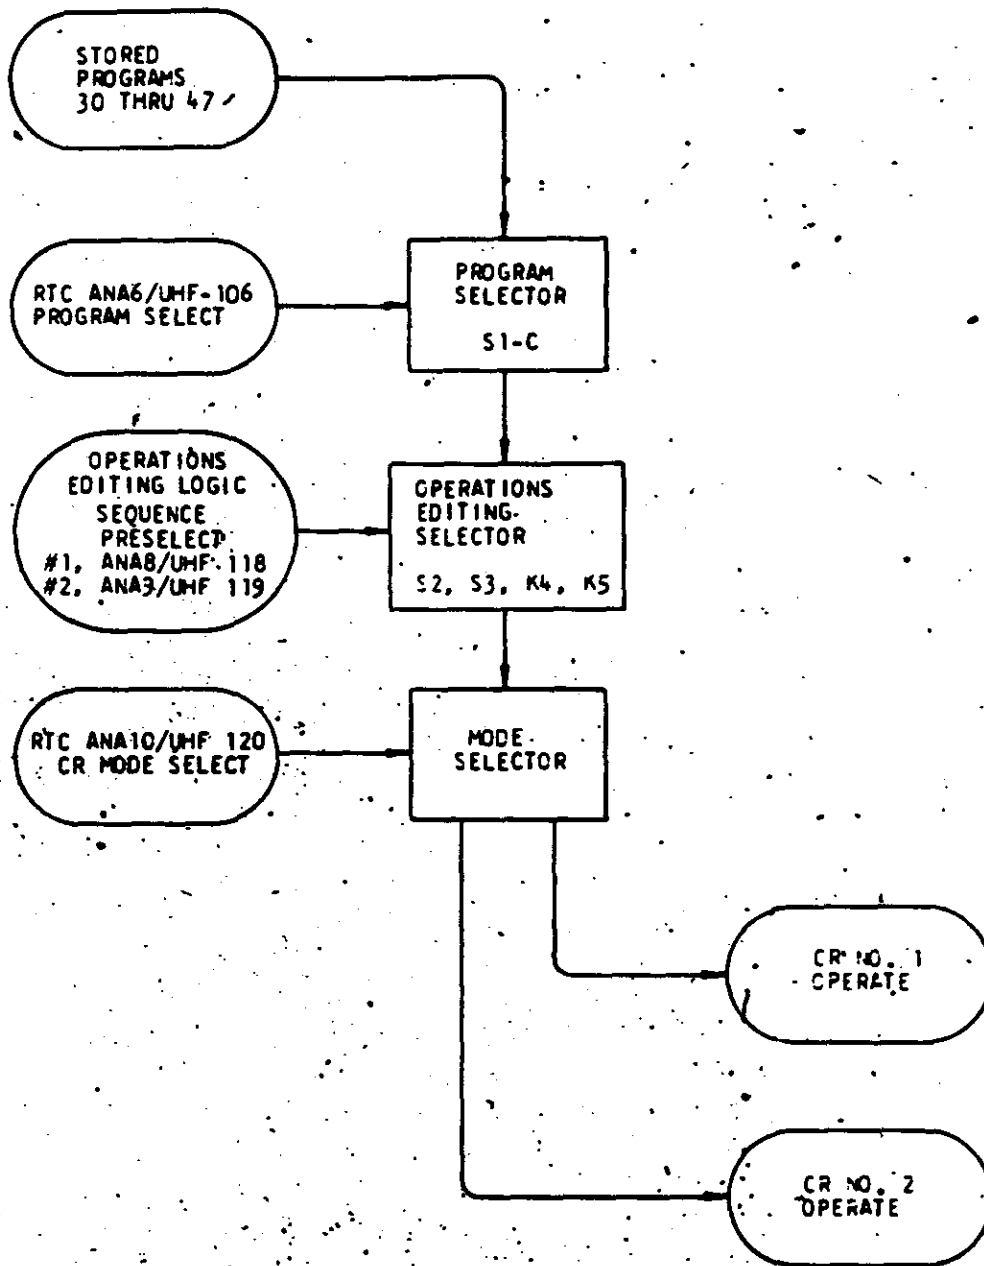 STORED
PROGRAMS
30 THRU 47
RTC ANA6/UHF-106
PROGRAM SELECT
PROGRAM
SELECTOR
S1-C
OPERATIONS
EDITING LOGIC
SEQUENCE
PRESELECT
#1, ANA8/UHF 118
#2, ANA9/UHF 119
OPERATIONS
EDITING
SELECTOR
S2, S3, K4, K5
RTC ANA10/UHF 120
CR MODE SELECT
MODE
SELECTOR
CR NO. 1
OPERATE
CR NO. 2
OPERATE